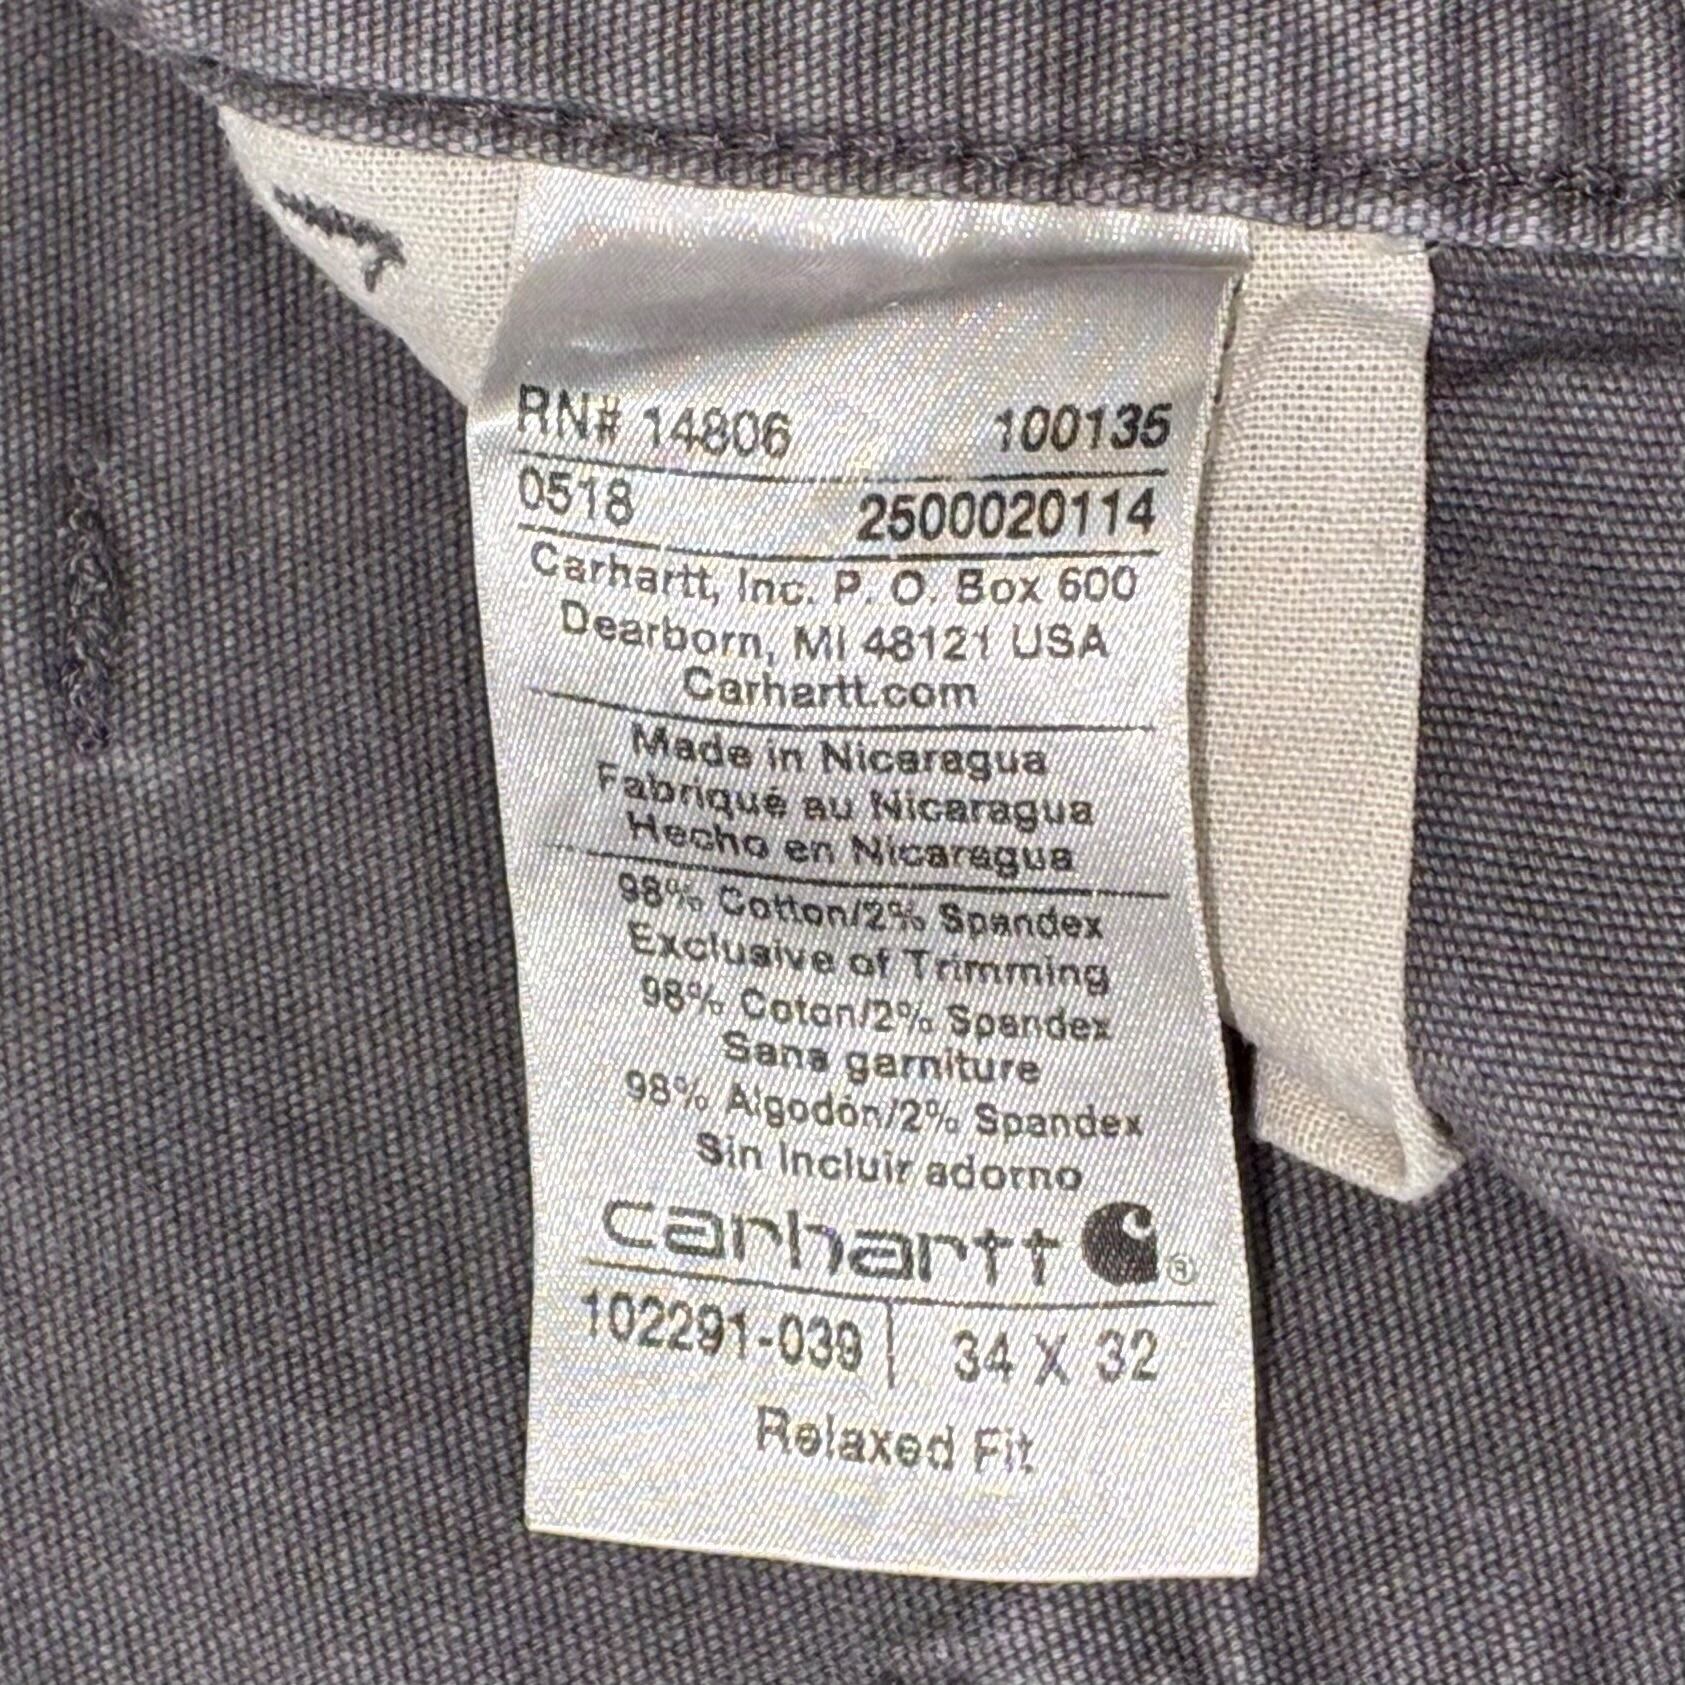 RN# 14806 100135
0518 2500020114
Carhartt, Inc. P. O. Box 600
Dearborn, MI 48121 USA
Carhartt.com
Made in Nicaragua
Fabriqué au Nicaragua
Hecho en Nicaragua
98% Cotton/2% Spandex
Exclusive of Trimming
98% Coton/2% Spandex
Sans garniture
98% Algodón/2% Spandex
Sin Incluir adorno
carhartt ®
102291-039 | 34 X 32
Relaxed Fit